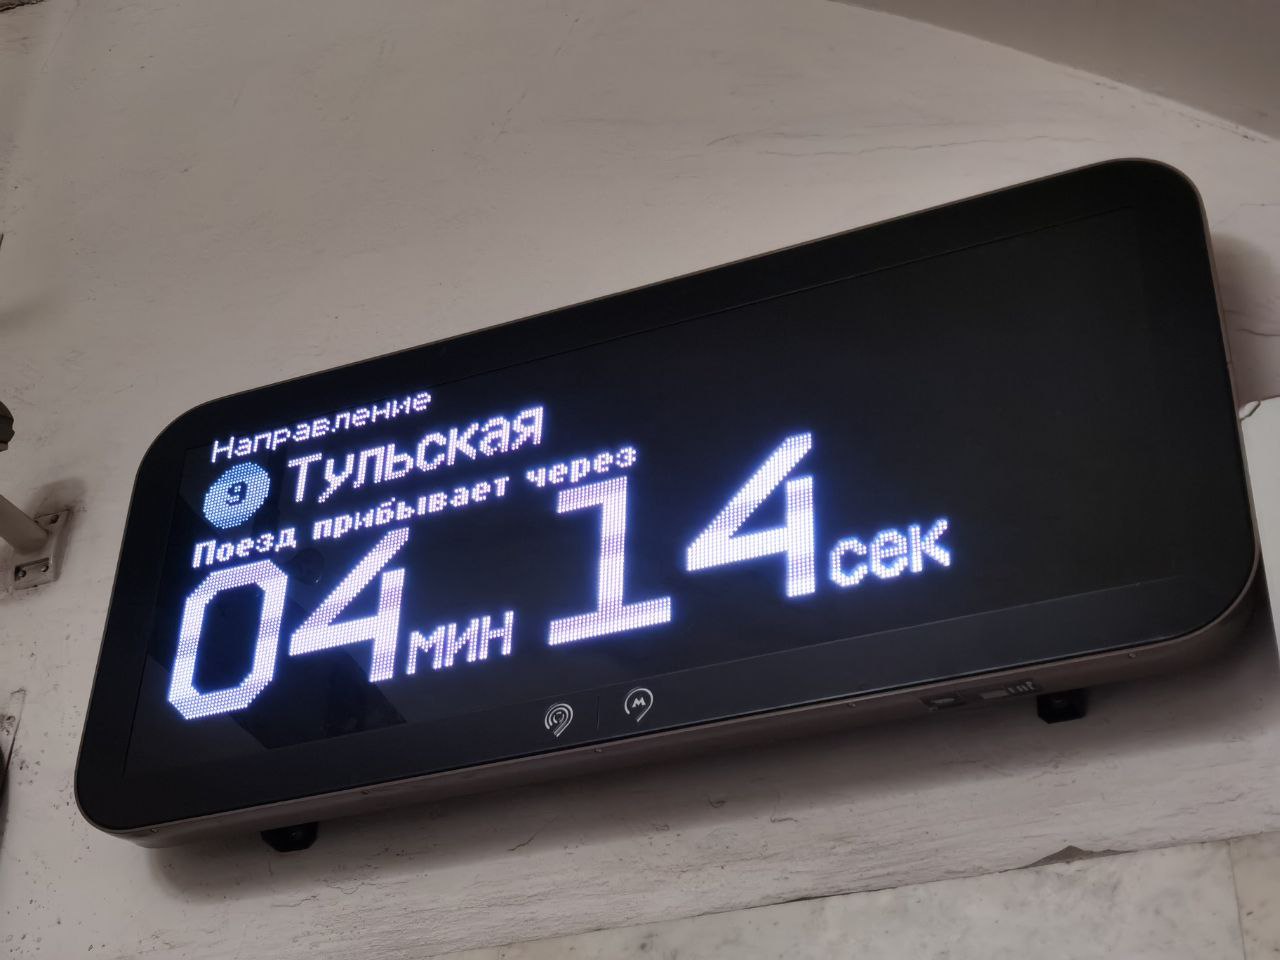 Направление
9 Тульская
Поезд прибывает через
04 мин 14 сек